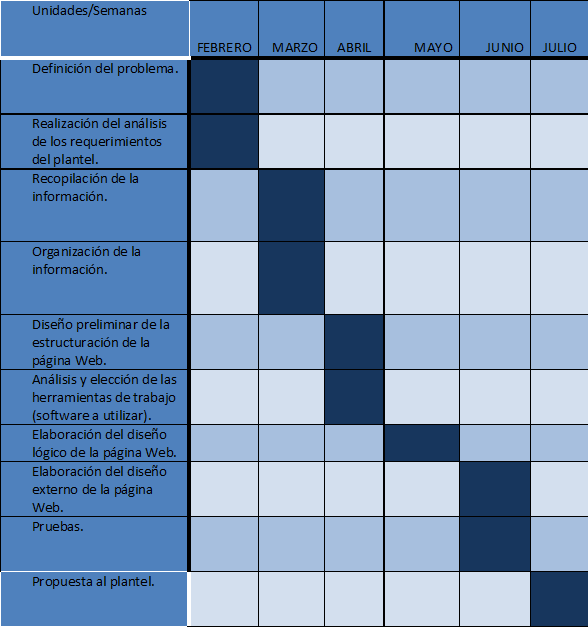 Unidades/Semanas
FEBRERO MARZO ABRIL MAYO JUNIO JULIO
Definición del problema.
Realización del análisis
de los requerimientos
del plantel.
Recopilación de la
información.
Organización de la
información.
Diseño preliminar de la
estructuración de la
página Web.
Análisis y elección de las
herramientas de trabajo
(software a utilizar).
Elaboración del diseño
lógico de la página Web.
Elaboración del diseño
externo de la página
Web.
Pruebas.
Propuesta al plantel.